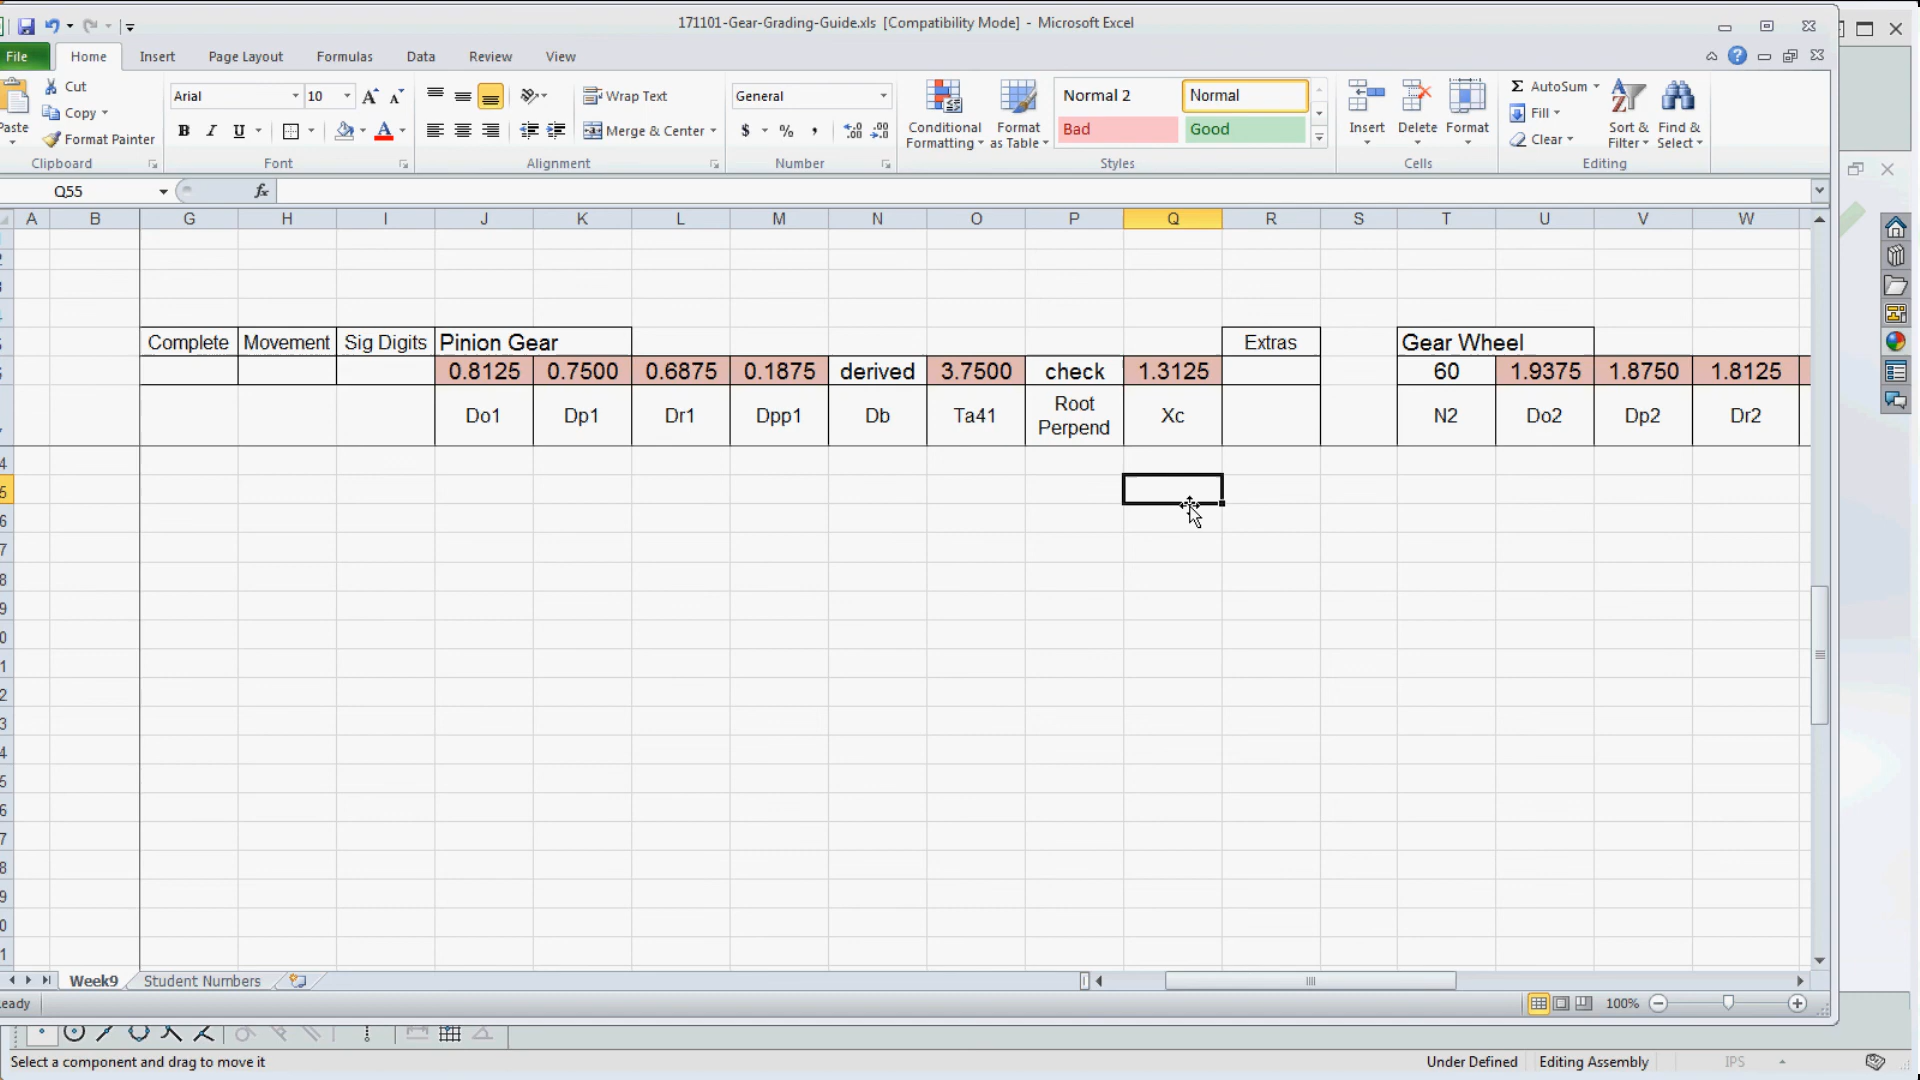 171101-Gear-Grading-Guide.xls [Compatibility Mode] - Microsoft Excel
File Home Insert Page Layout Formulas Data Review View
Cut
Copy
Format Painter
Clipboard
Arial 10
B I U
Font
Wrap Text
Merge & Center
Alignment
General
$ % ,
Number
Conditional Formatting
Format as Table
Normal 2 Normal
Bad Good
Styles
Insert Delete Format
Cells
Σ AutoSum
Fill
Clear
Sort & Filter
Find & Select
Editing
Q55 fx
A B G H I J K L M N O P Q R S T U V W
Complete Movement Sig Digits Pinion Gear Extras Gear Wheel
0.8125 0.7500 0.6875 0.1875 derived 3.7500 check 1.3125 60 1.9375 1.8750 1.8125
Do1 Dp1 Dr1 Dpp1 Db Ta41 Root Perpend Xc N2 Do2 Dp2 Dr2
Week9 Student Numbers
100%
Select a component and drag to move it Under Defined Editing Assembly IPS